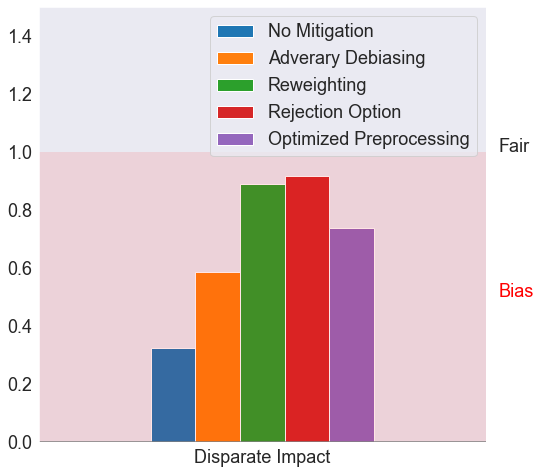 1.4
1.2
1.0
0.8
0.6
0.4
0.2
0.0
No Mitigation
Adverary Debiasing
Reweighting
Rejection Option
Optimized Preprocessing
Fair
Bias
Disparate Impact